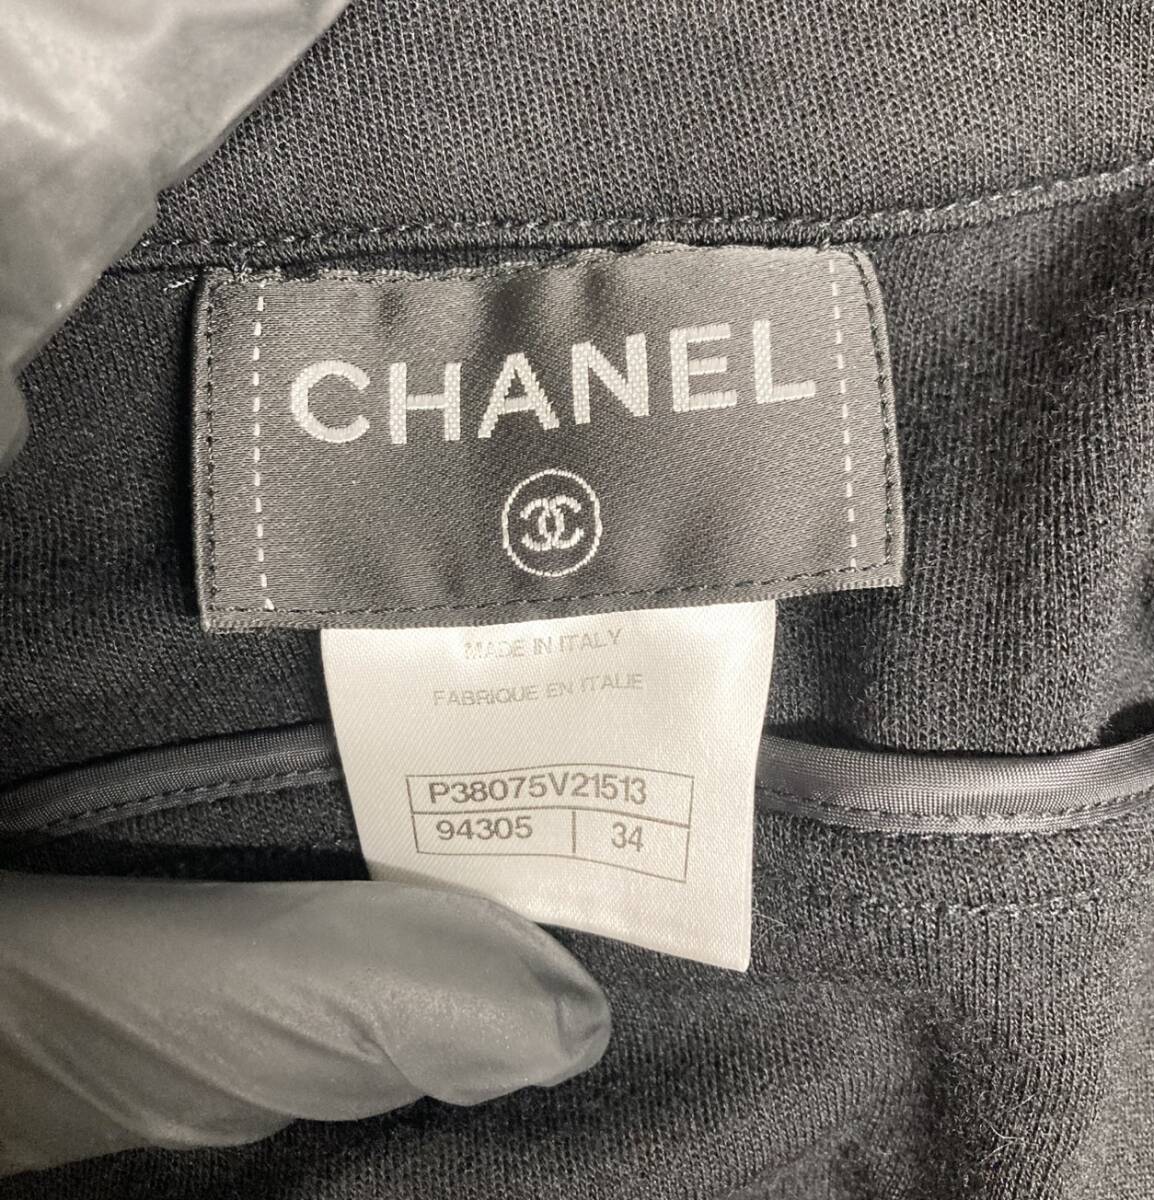 CHANEL
MADE IN ITALY
FABRIQUE EN ITALIE
P38075V21513
94305 34